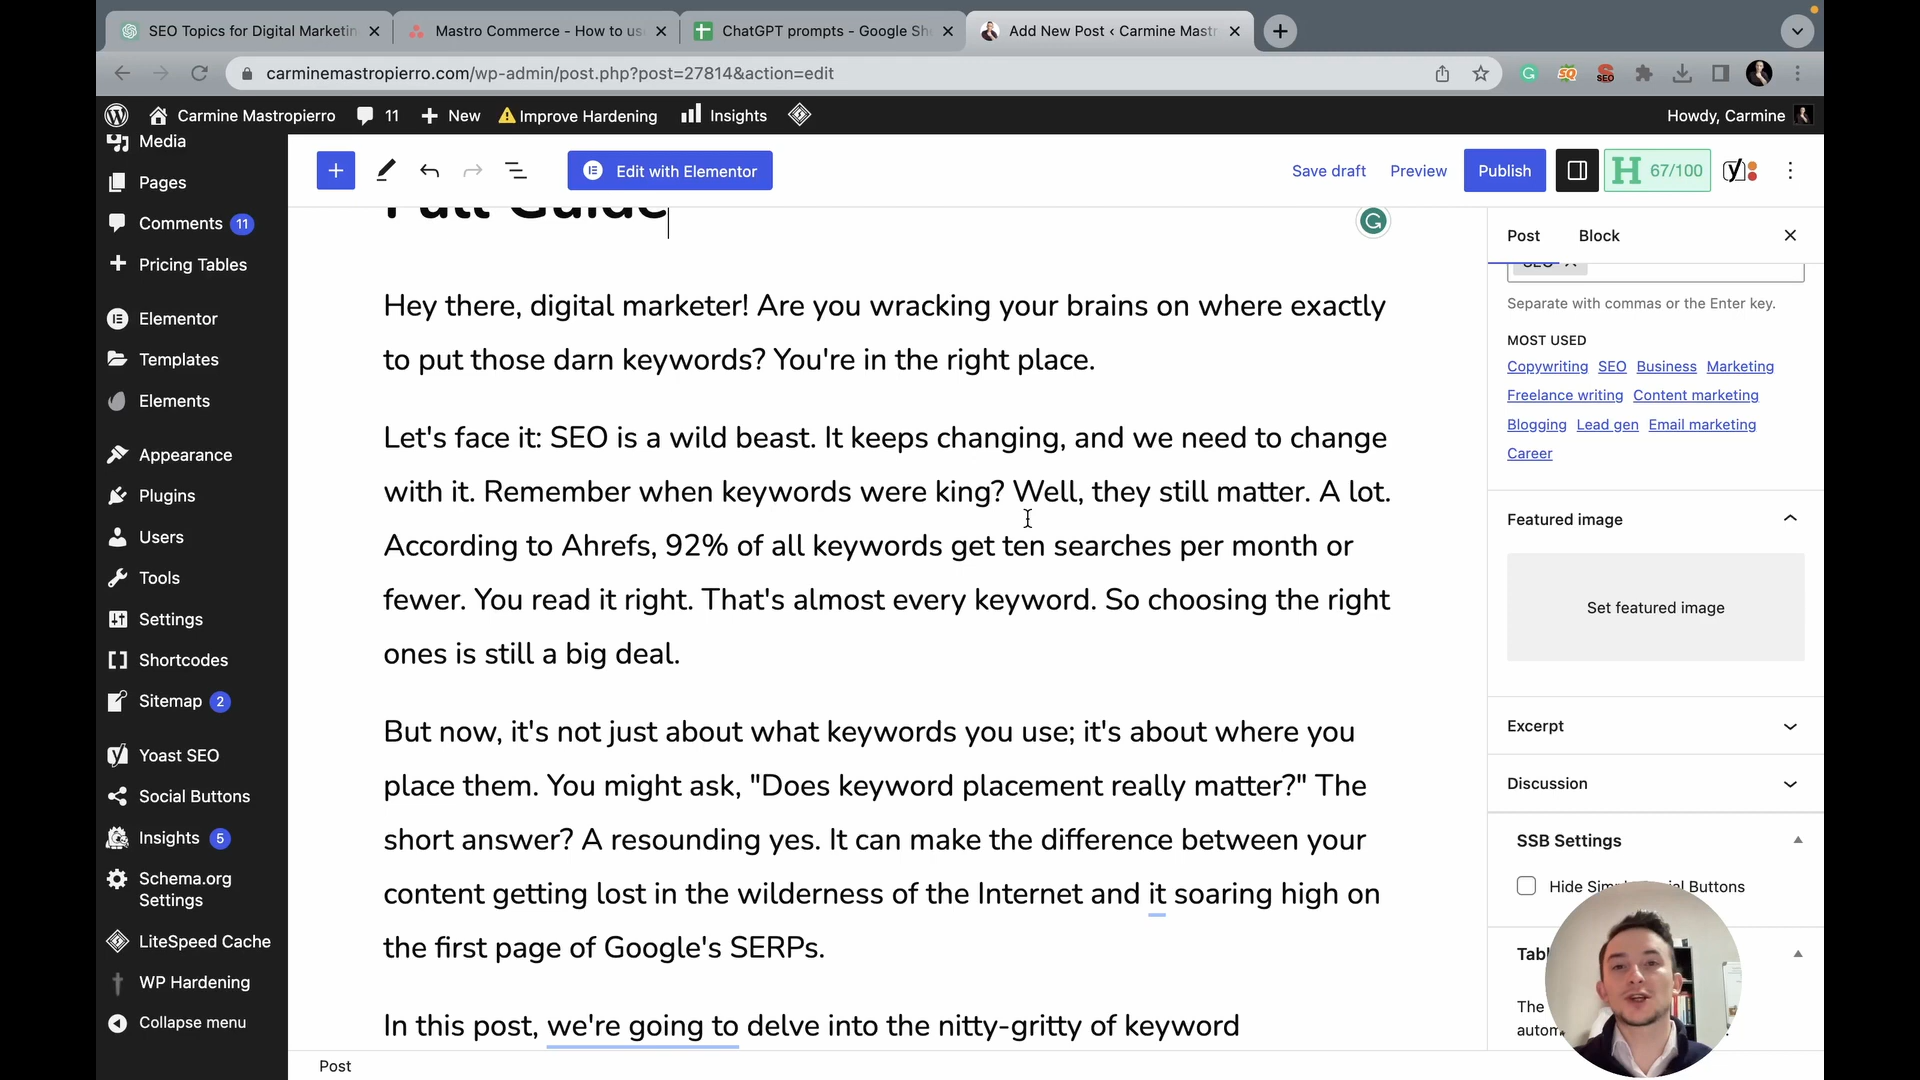 SEO Topics for Digital Marketin
Mastro Commerce - How to us
ChatGPT prompts - Google Sh
Add New Post ‹ Carmine Mastr
carminemastropierro.com/wp-admin/post.php?post=27814&action=edit
Carmine Mastropierro
11
New
Improve Hardening
Insights
Howdy, Carmine
Media
Pages
Comments 11
Pricing Tables
Elementor
Templates
Elements
Appearance
Plugins
Users
Tools
Settings
Shortcodes
Sitemap 2
Yoast SEO
Social Buttons
Insights 5
Schema.org
Settings
LiteSpeed Cache
WP Hardening
Collapse menu
Edit with Elementor
Save draft
Preview
Publish
67/100
Full Guide
Hey there, digital marketer! Are you wracking your brains on where exactly
to put those darn keywords? You're in the right place.
Let's face it: SEO is a wild beast. It keeps changing, and we need to change
with it. Remember when keywords were king? Well, they still matter. A lot.
According to Ahrefs, 92% of all keywords get ten searches per month or
fewer. You read it right. That's almost every keyword. So choosing the right
ones is still a big deal.
But now, it's not just about what keywords you use; it's about where you
place them. You might ask, "Does keyword placement really matter?" The
short answer? A resounding yes. It can make the difference between your
content getting lost in the wilderness of the Internet and it soaring high on
the first page of Google's SERPs.
In this post, we're going to delve into the nitty-gritty of keyword
Post
Post
Block
SEO
Separate with commas or the Enter key.
MOST USED
Copywriting SEO Business Marketing
Freelance writing Content marketing
Blogging Lead gen Email marketing
Career
Featured image
Set featured image
Excerpt
Discussion
SSB Settings
Hide Sim al Buttons
Tabl
The
autom